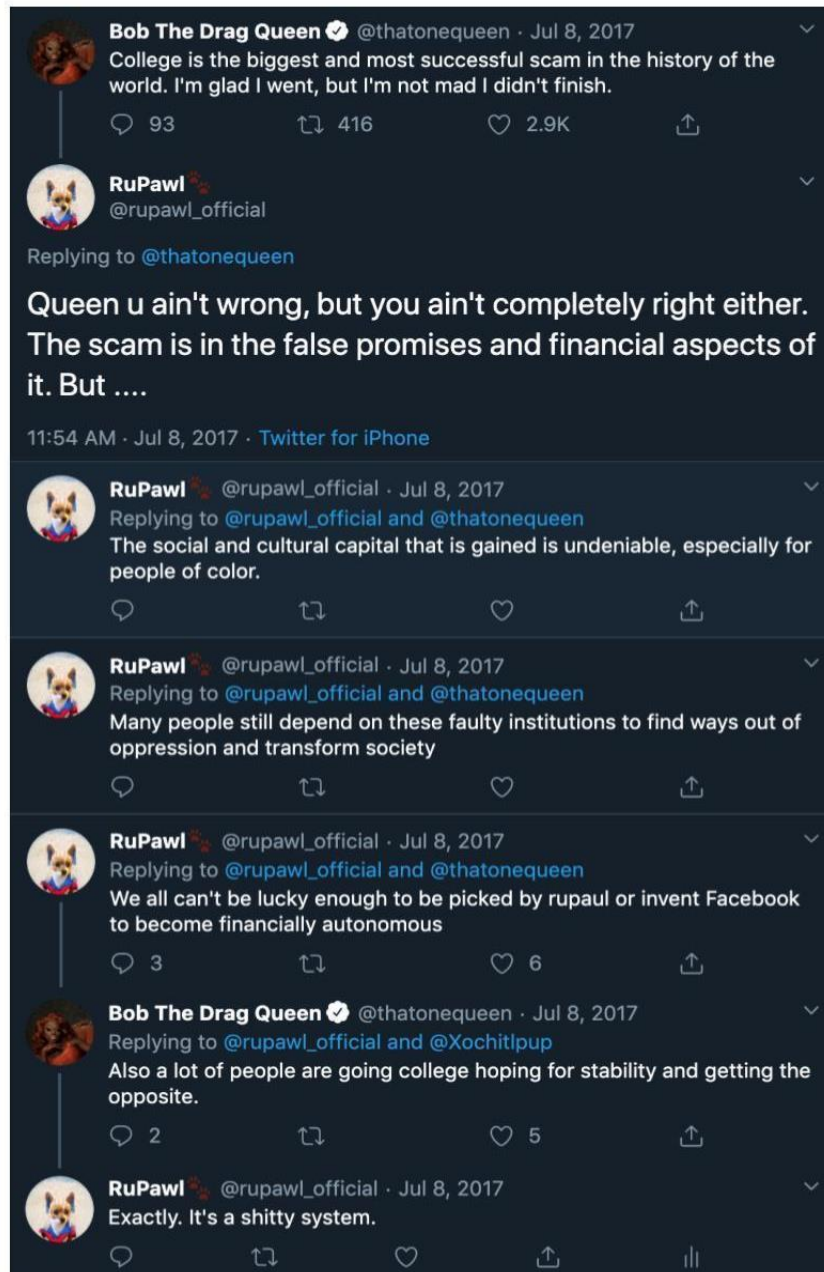 Bob The Drag Queen @thatonequeen · Jul 8, 2017
College is the biggest and most successful scam in the history of the
world. I'm glad I went, but I'm not mad I didn't finish.
93 416 2.9K
RuPawl🐾
@rupawl_official
Replying to @thatonequeen
Queen u ain't wrong, but you ain't completely right either.
The scam is in the false promises and financial aspects of
it. But ....
11:54 AM · Jul 8, 2017 · Twitter for iPhone
RuPawl🐾 @rupawl_official · Jul 8, 2017
Replying to @rupawl_official and @thatonequeen
The social and cultural capital that is gained is undeniable, especially for
people of color.
RuPawl🐾 @rupawl_official · Jul 8, 2017
Replying to @rupawl_official and @thatonequeen
Many people still depend on these faulty institutions to find ways out of
oppression and transform society
RuPawl🐾 @rupawl_official · Jul 8, 2017
Replying to @rupawl_official and @thatonequeen
We all can't be lucky enough to be picked by rupaul or invent Facebook
to become financially autonomous
3 6
Bob The Drag Queen @thatonequeen · Jul 8, 2017
Replying to @rupawl_official and @Xochitlpup
Also a lot of people are going college hoping for stability and getting the
opposite.
2 5
RuPawl🐾 @rupawl_official · Jul 8, 2017
Exactly. It's a shitty system.